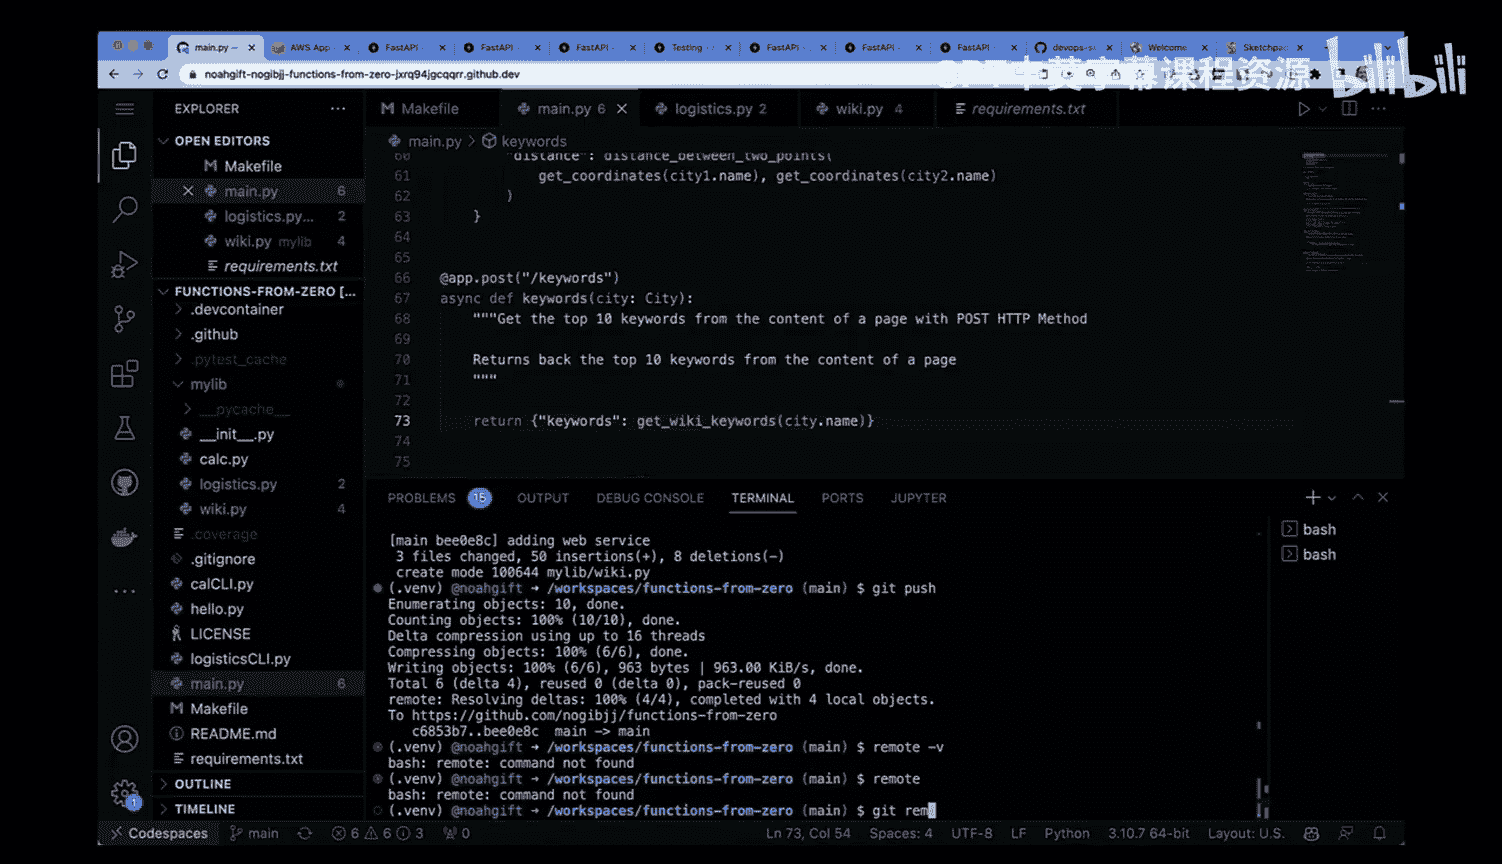 main.py —
AWS App
FastAPI
FastAPI
FastAPI
Testing
FastAPI
FastAPI
FastAPI
Welcome
noahgift-nogibjj-functions-from-zero-jxrq94jgcqqrr.github.dev
中英字幕课程资源
bilibili
EXPLORER
Makefile
main.py 6
logistics.py 2
wiki.py 4
requirements.txt
OPEN EDITORS
Makefile
main.py 6
logistics.py... 2
wiki.py mylib 4
requirements.txt
FUNCTIONS-FROM-ZERO [...
.devcontainer
.github
.pytest_cache
mylib
__pycache__
__init__.py
calc.py
logistics.py 2
wiki.py 4
.coverage
.gitignore
calCLI.py
hello.py
LICENSE
logisticsCLI.py
main.py 6
Makefile
README.md
requirements.txt
OUTLINE
TIMELINE
main.py > keywords
60 "distance": distance_between_two_points(
61 get_coordinates(city1.name), get_coordinates(city2.name)
62 )
63 }
64
65
66 @app.post("/keywords")
67 async def keywords(city: City):
68 """Get the top 10 keywords from the content of a page with POST HTTP Method
69
70 Returns back the top 10 keywords from the content of a page
71 """
72
73 return {"keywords": get_wiki_keywords(city.name)}
74
75
PROBLEMS 15 OUTPUT DEBUG CONSOLE TERMINAL PORTS JUPYTER
bash
bash
[main bee0e8c] adding web service
3 files changed, 50 insertions(+), 8 deletions(-)
create mode 100644 mylib/wiki.py
(.venv) @noahgift → /workspaces/functions-from-zero (main) $ git push
Enumerating objects: 10, done.
Counting objects: 100% (10/10), done.
Delta compression using up to 16 threads
Compressing objects: 100% (6/6), done.
Writing objects: 100% (6/6), 963 bytes | 963.00 KiB/s, done.
Total 6 (delta 4), reused 0 (delta 0), pack-reused 0
remote: Resolving deltas: 100% (4/4), completed with 4 local objects.
To https://github.com/nogibjj/functions-from-zero
c6853b7..bee0e8c main -> main
(.venv) @noahgift → /workspaces/functions-from-zero (main) $ remote -v
bash: remote: command not found
(.venv) @noahgift → /workspaces/functions-from-zero (main) $ remote
bash: remote: command not found
(.venv) @noahgift → /workspaces/functions-from-zero (main) $ git rem
1
Codespaces main 6 6 3 0 Ln 73, Col 54 Spaces: 4 UTF-8 LF Python 3.10.7 64-bit Layout: U.S.